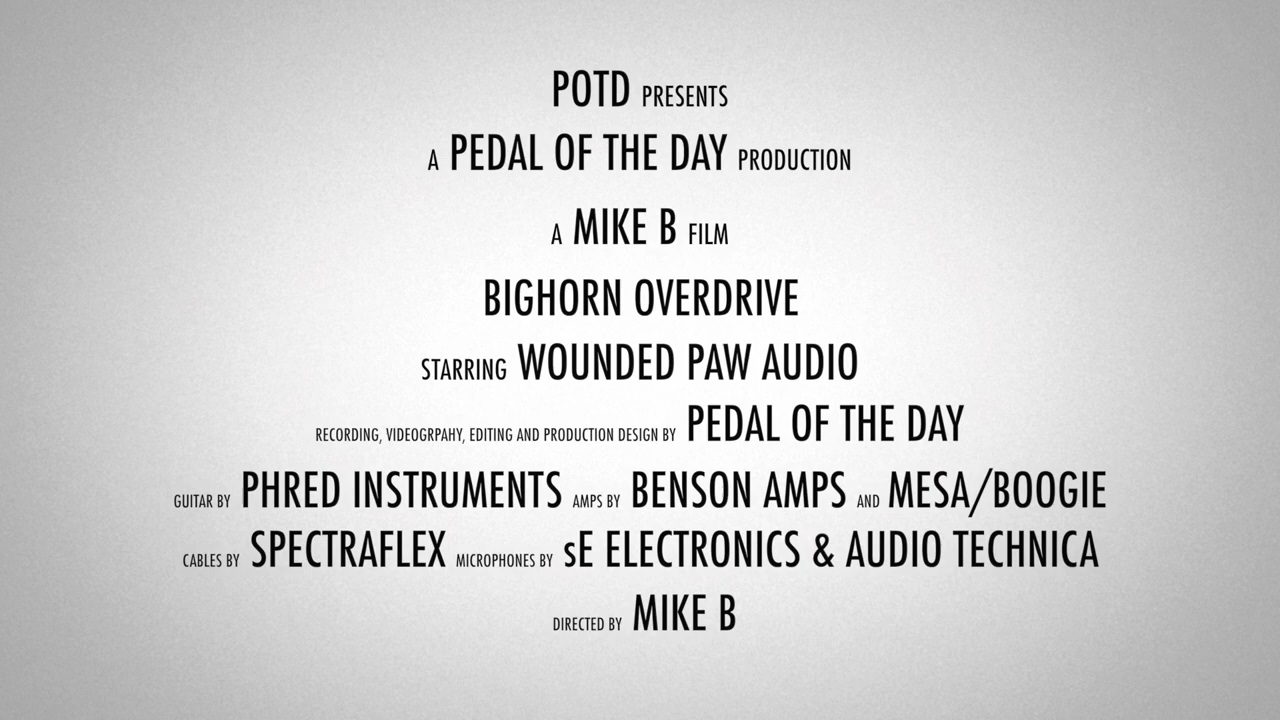 POTD PRESENTS
A PEDAL OF THE DAY PRODUCTION
A MIKE B FILM
BIGHORN OVERDRIVE
STARRING WOUNDED PAW AUDIO
RECORDING, VIDEOGRPAHY, EDITING AND PRODUCTION DESIGN BY PEDAL OF THE DAY
GUITAR BY PHRED INSTRUMENTS AMPS BY BENSON AMPS AND MESA/BOOGIE
CABLES BY SPECTRAFLEX MICROPHONES BY sE ELECTRONICS & AUDIO TECHNICA
DIRECTED BY MIKE B